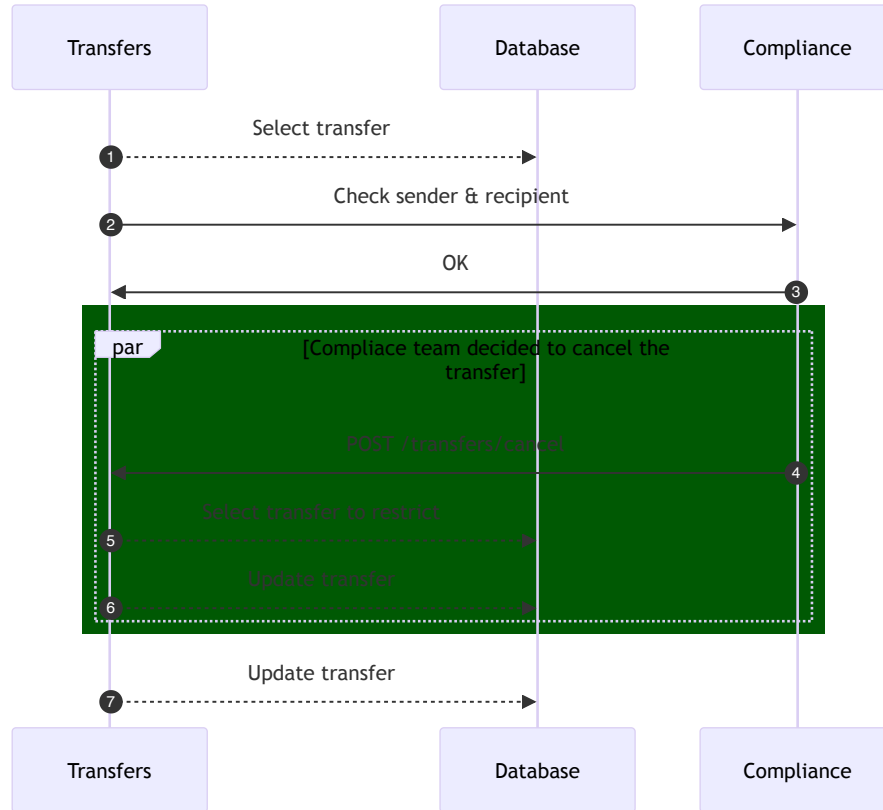 Transfers
Database
Compliance
Select transfer
1
Check sender & recipient
2
OK
3
par
[Compliace team decided to cancel the
transfer]
POST /transfers/cancel
4
Select transfer to restrict
5
Update transfer
6
Update transfer
7
Transfers
Database
Compliance